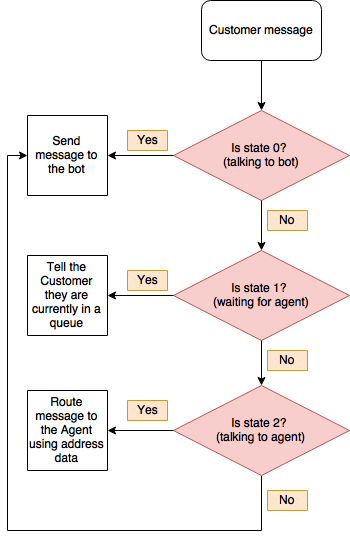 Customer message
Is state 0?
(talking to bot)
Yes
Send
message to
the bot
No
Is state 1?
(waiting for agent)
Yes
Tell the
Customer
they are
currently in a
queue
No
Is state 2?
(talking to agent)
Yes
Route
message to
the Agent
using address
data
No